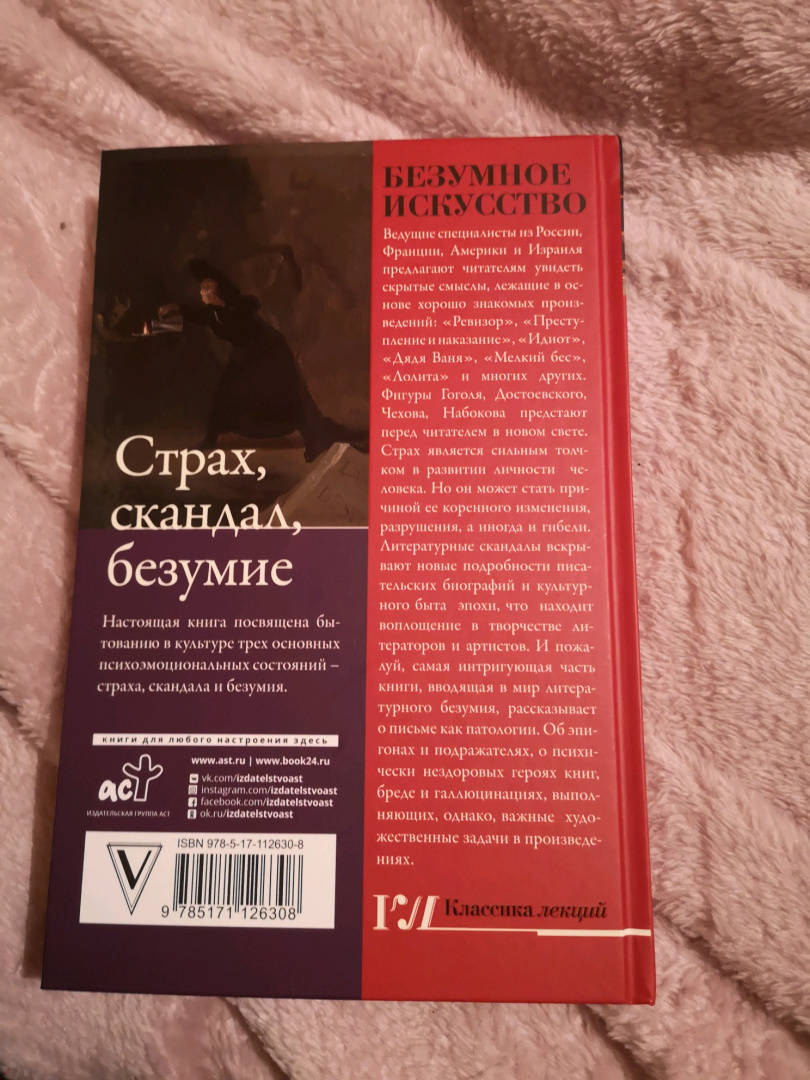 БЕЗУМНОЕ
ИСКУССТВО
Ведущие специалисты из России,
Франции, Америки и Израиля
предлагают читателям увидеть
скрытые смыслы, лежащие в ос-
нове хорошо знакомых произ-
ведений: «Ревизор», «Престу-
пление и наказание», «Идиот»,
«Дядя Ваня», «Мелкий бес»,
«Лолита» и многих других.
Фигуры Гоголя, Достоевского,
Чехова, Набокова предстают
перед читателем в новом свете.
Страх является сильным толч-
ком в развитии личности че-
ловека. Но он может стать при-
чиной ее коренного изменения,
разрушения, а иногда и гибели.
Литературные скандалы вскры-
вают новые подробности писа-
тельских биографий и культур-
ного быта эпохи, что находит
воплощение в творчестве ли-
тераторов и артистов. И пожа-
луй, самая интригующая часть
книги, вводящая в мир литера-
турного безумия, рассказывает
о письме как патологии. Об эпи-
гонах и подражателях, о психи-
чески нездоровых героях книг,
бреде и галлюцинациях, выпол-
няющих, однако, важные худо-
жественные задачи в произведе-
ниях.
КЛ Классика лекций
Страх,
скандал,
безумие
Настоящая книга посвящена бы-
тованию в культуре трех основных
психоэмоциональных состояний –
страха, скандала и безумия.
книги для любого настроения здесь
аст
ИЗДАТЕЛЬСКАЯ ГРУППА АСТ
www.ast.ru | www.book24.ru
vk.com/izdatelstvoast
instagram.com/izdatelstvoast
facebook.com/izdatelstvoast
ok.ru/izdatelstvoast
ISBN 978-5-17-112630-8
9 785171 126308